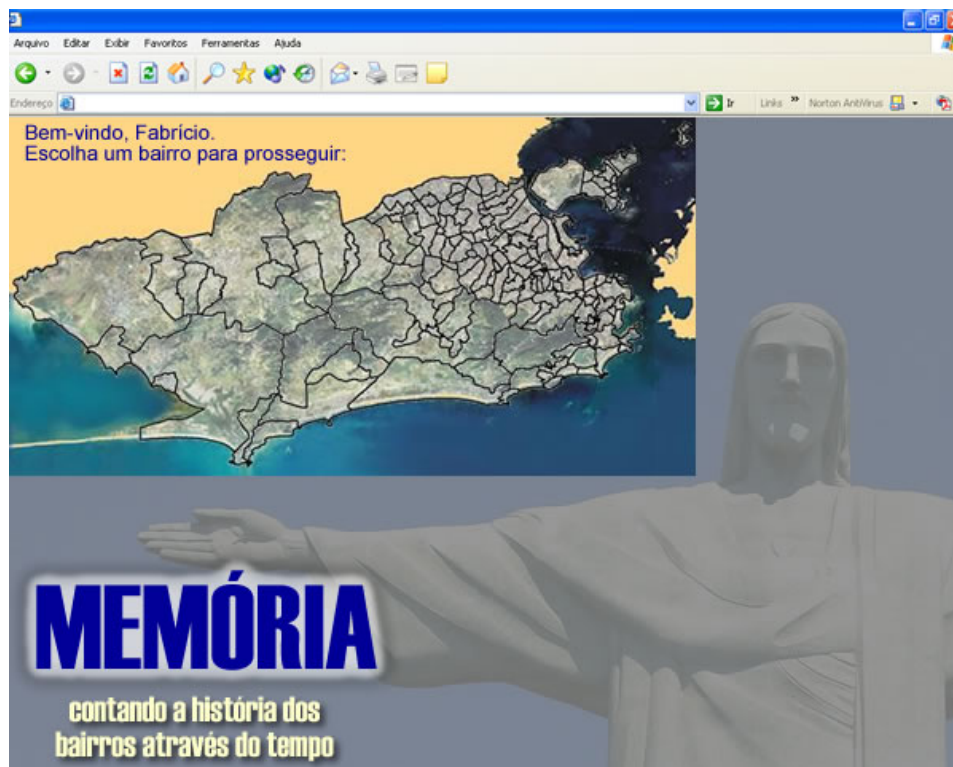 Arquivo Editar Exibir Favoritos Ferramentas Ajuda
Endereço Ir Links » Norton AntiVirus
Bem-vindo, Fabrício.
Escolha um bairro para prosseguir:
MEMÓRIA
contando a história dos
bairros através do tempo